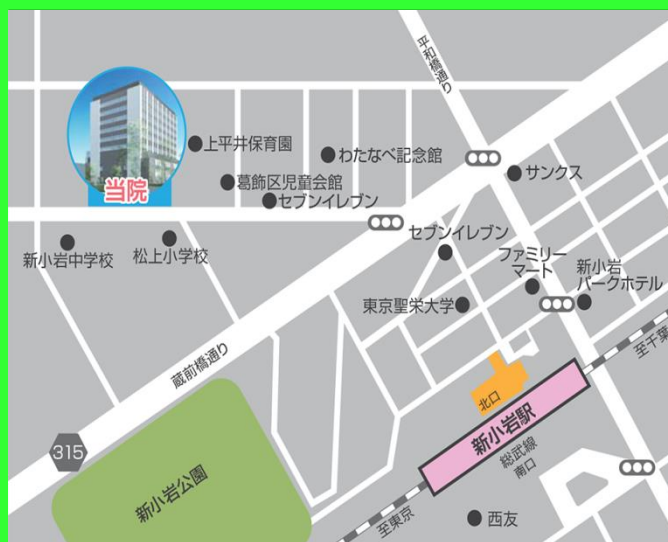 平和橋通り
上平井保育園
わたなべ記念館
サンクス
当院
葛飾区児童会館
セブンイレブン
新小岩中学校
松上小学校
セブンイレブン
ファミリー
マート
新小岩
パークホテル
東京聖栄大学
至千葉
蔵前橋通り
北口
新小岩駅
総武線
南口
315
新小岩公園
至東京
西友